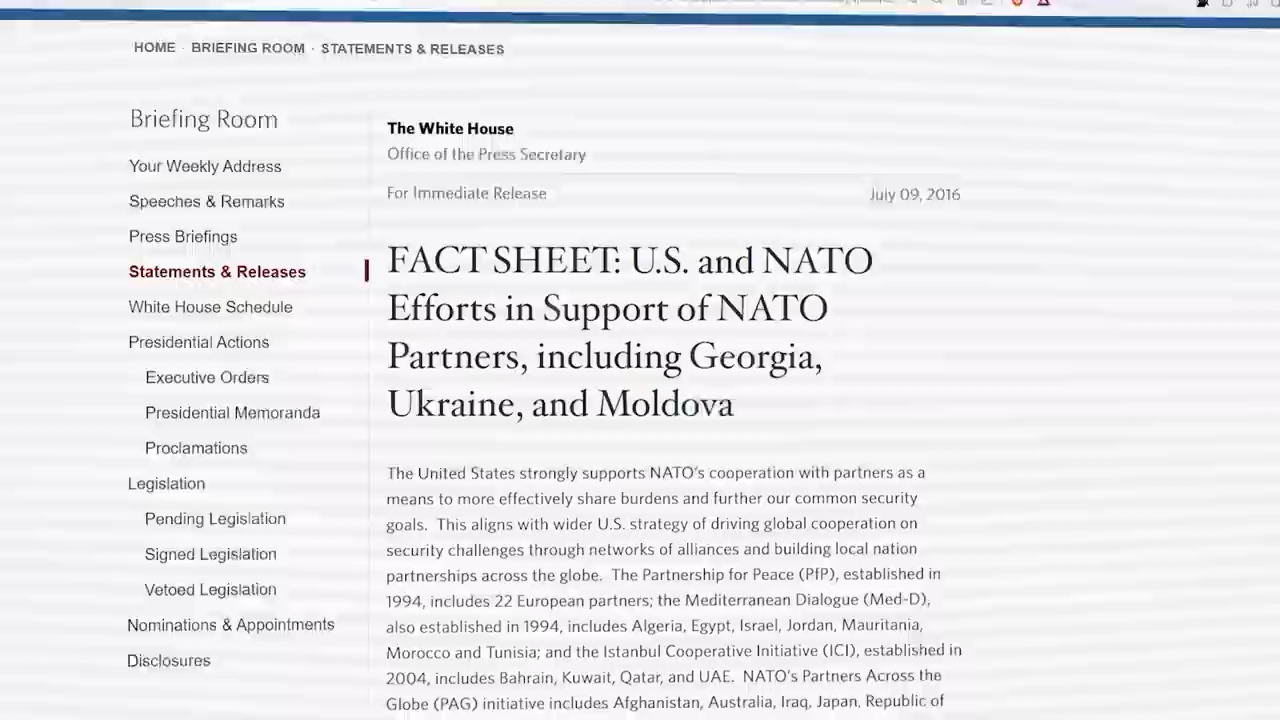 HOME · BRIEFING ROOM · STATEMENTS & RELEASES
Briefing Room
Your Weekly Address
Speeches & Remarks
Press Briefings
Statements & Releases
White House Schedule
Presidential Actions
Executive Orders
Presidential Memoranda
Proclamations
Legislation
Pending Legislation
Signed Legislation
Vetoed Legislation
Nominations & Appointments
Disclosures
The White House
Office of the Press Secretary
For Immediate Release
July 09, 2016
FACT SHEET: U.S. and NATO
Efforts in Support of NATO
Partners, including Georgia,
Ukraine, and Moldova
The United States strongly supports NATO's cooperation with partners as a
means to more effectively share burdens and further our common security
goals. This aligns with wider U.S. strategy of driving global cooperation on
security challenges through networks of alliances and building local nation
partnerships across the globe. The Partnership for Peace (PfP), established in
1994, includes 22 European partners; the Mediterranean Dialogue (Med-D),
also established in 1994, includes Algeria, Egypt, Israel, Jordan, Mauritania,
Morocco and Tunisia; and the Istanbul Cooperative Initiative (ICI), established in
2004, includes Bahrain, Kuwait, Qatar, and UAE. NATO's Partners Across the
Globe (PAG) initiative includes Afghanistan, Australia, Iraq, Japan, Republic of